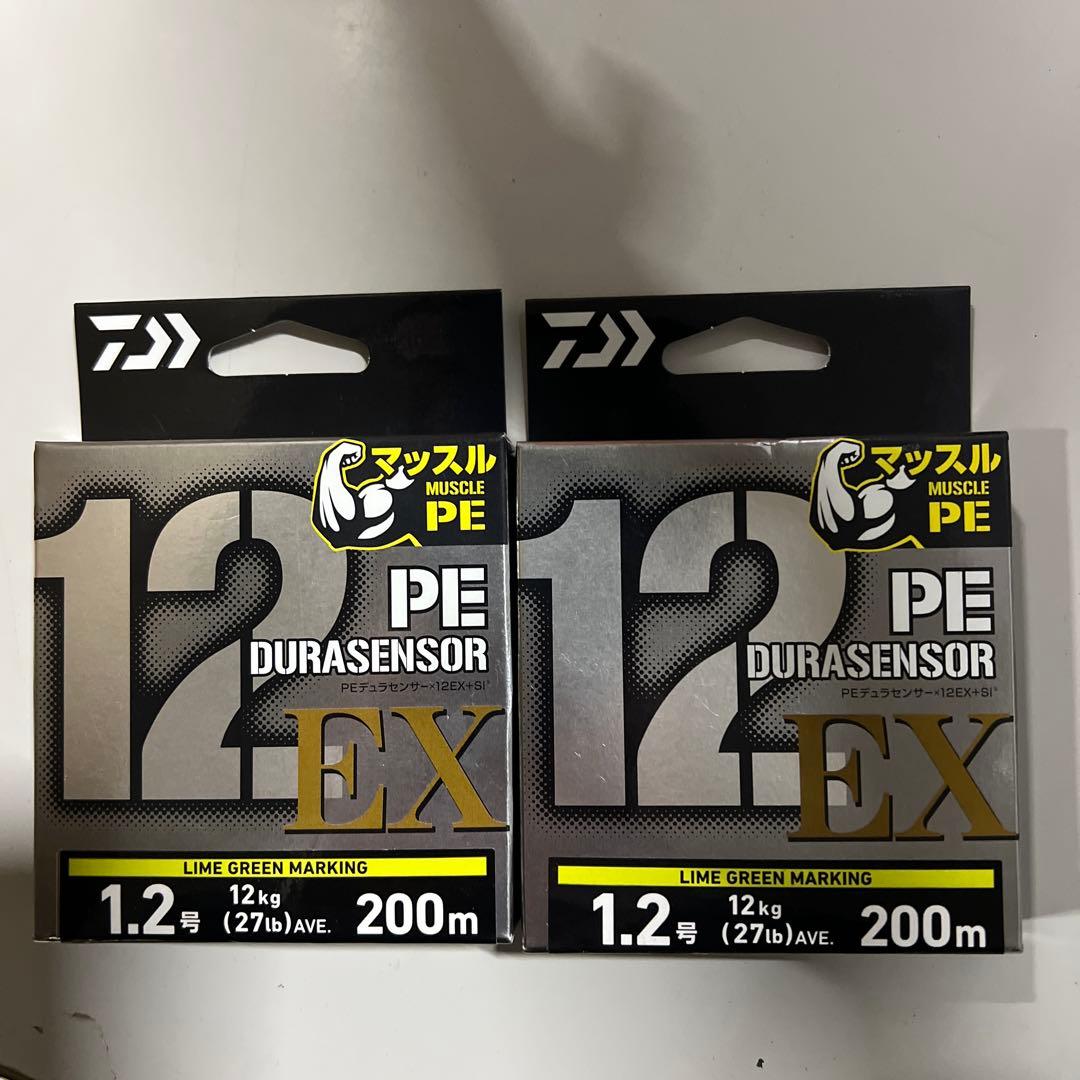 マッスル
MUSCLE
PE
12
PE
DURASENSOR
PEデュラセンサー×12EX+Si³
EX
LIME GREEN MARKING
1.2号 12kg (27lb)AVE. 200m
マッスル
MUSCLE
PE
12
PE
DURASENSOR
PEデュラセンサー×12EX+Si³
EX
LIME GREEN MARKING
1.2号 12kg (27lb)AVE. 200m